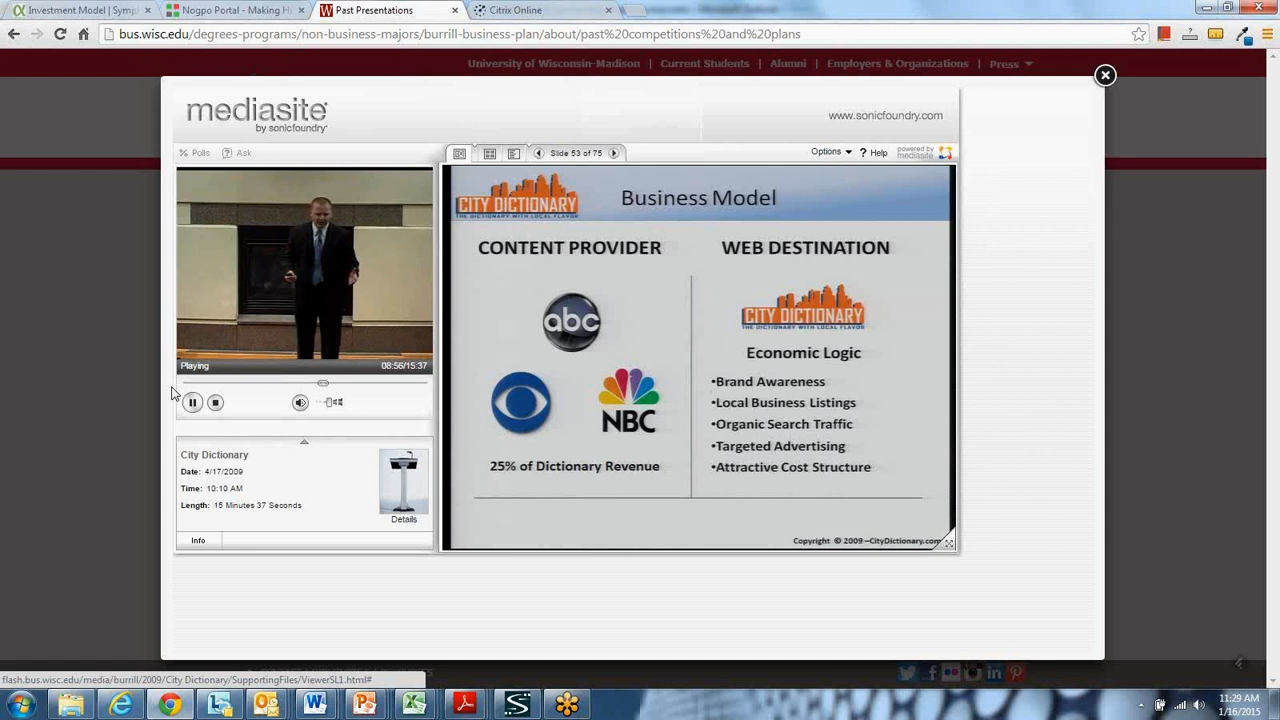 Investment Model | Symp
Nogpo Portal - Making H
Past Presentations
Citrix Online
bus.wisc.edu/degrees-programs/non-business-majors/burrill-business-plan/about/past%20competitions%20and%20plans
University of Wisconsin-Madison | Current Students | Alumni | Employers & Organizations | Press
mediasite
by sonicfoundry
www.sonicfoundry.com
Polls
Ask
Slide 53 of 75
Options
? Help
powered by
mediasite
CITY DICTIONARY
THE DICTIONARY WITH LOCAL FLAVOR
Business Model
CONTENT PROVIDER
WEB DESTINATION
abc
NBC
25% of Dictionary Revenue
CITY DICTIONARY
THE DICTIONARY WITH LOCAL FLAVOR
Economic Logic
•Brand Awareness
•Local Business Listings
•Organic Search Traffic
•Targeted Advertising
•Attractive Cost Structure
Copyright © 2009 –CityDictionary.com
Playing
08:56/15:37
City Dictionary
Date: 4/17/2009
Time: 10:10 AM
Length: 15 Minutes 37 Seconds
Details
Info
flash.bus.wisc.edu/media/burrill/2009/City Dictionary/SupportingFiles/ViewerSL1.html#
11:29 AM
1/16/2015